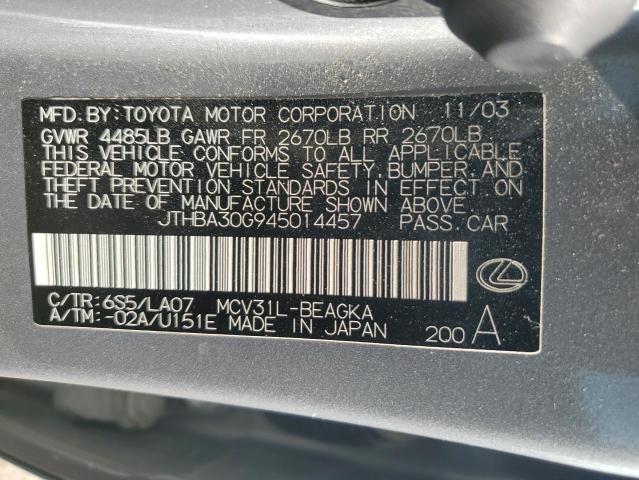 MFD.BY:TOYOTA MOTOR CORPORATION 11/03
GVWR 4485LB GAWR FR 2670LB RR 2670LB
THIS VEHICLE CONFORMS TO ALL APPLICABLE
FEDERAL MOTOR VEHICLE SAFETY,BUMPER,AND
THEFT PREVENTION STANDARDS IN EFFECT ON
THE DATE OF MANUFACTURE SHOWN ABOVE.
JTHBA30G945014457 PASS.CAR
C/TR:6S5/LA07 MCV31L-BEAGKA
A/TM:-02A/U151E MADE IN JAPAN
200 A